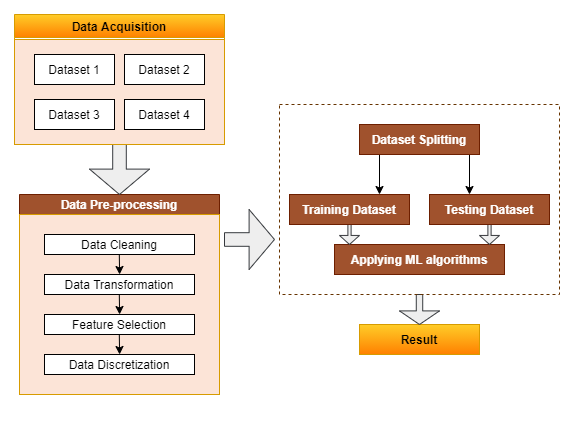 Data Acquisition
Dataset 1
Dataset 2
Dataset 3
Dataset 4
Data Pre-processing
Data Cleaning
Data Transformation
Feature Selection
Data Discretization
Dataset Splitting
Training Dataset
Testing Dataset
Applying ML algorithms
Result